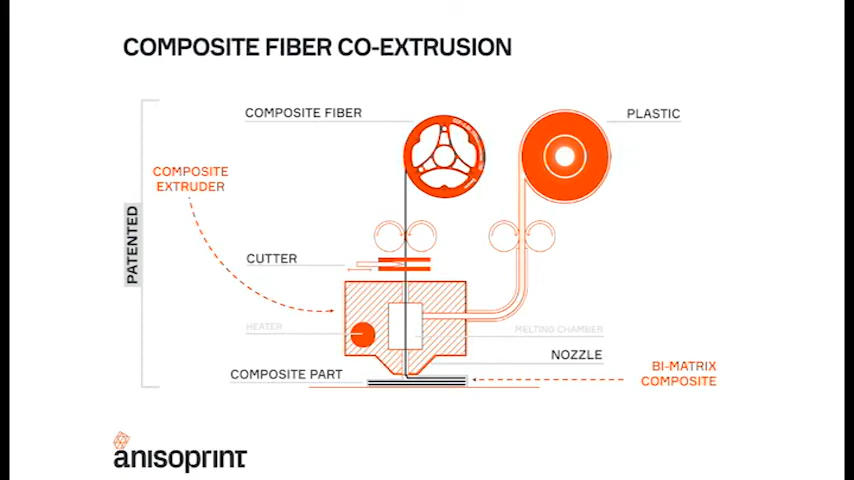 COMPOSITE FIBER CO-EXTRUSION
COMPOSITE FIBER
PLASTIC
COMPOSITE
EXTRUDER
PATENTED
CUTTER
HEATER
MELTING CHAMBER
NOZZLE
COMPOSITE PART
BI-MATRIX
COMPOSITE
anisoprint